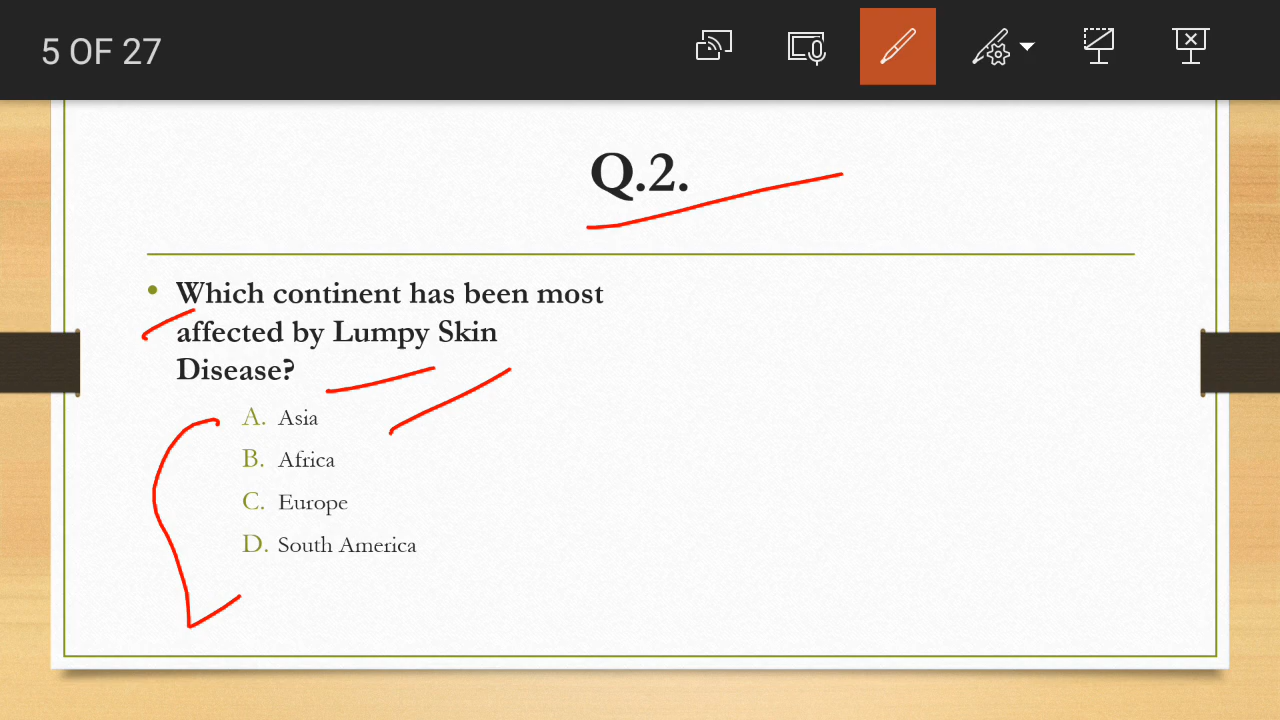 5 OF 27
Q.2.
• Which continent has been most
affected by Lumpy Skin
Disease?
A. Asia
B. Africa
C. Europe
D. South America